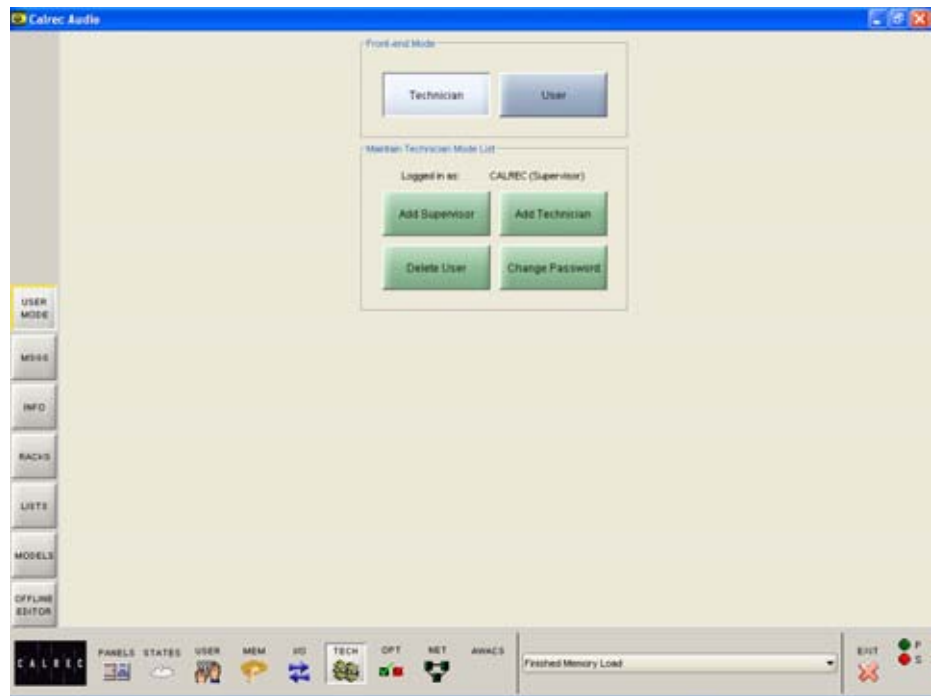 Calrec Audio
Front-end Mode
Technician User
Maintain Technician Mode List
Logged in as: CALREC (Supervisor)
Add Supervisor Add Technician
Delete User Change Password
USER MODE
MSGS
INFO
RACKS
LISTS
MODELS
OFFLINE EDITOR
CALREC
PANELS STATES USER MEM I/O TECH OPT NET AWACS
Finished Memory Load
EXIT
P
S